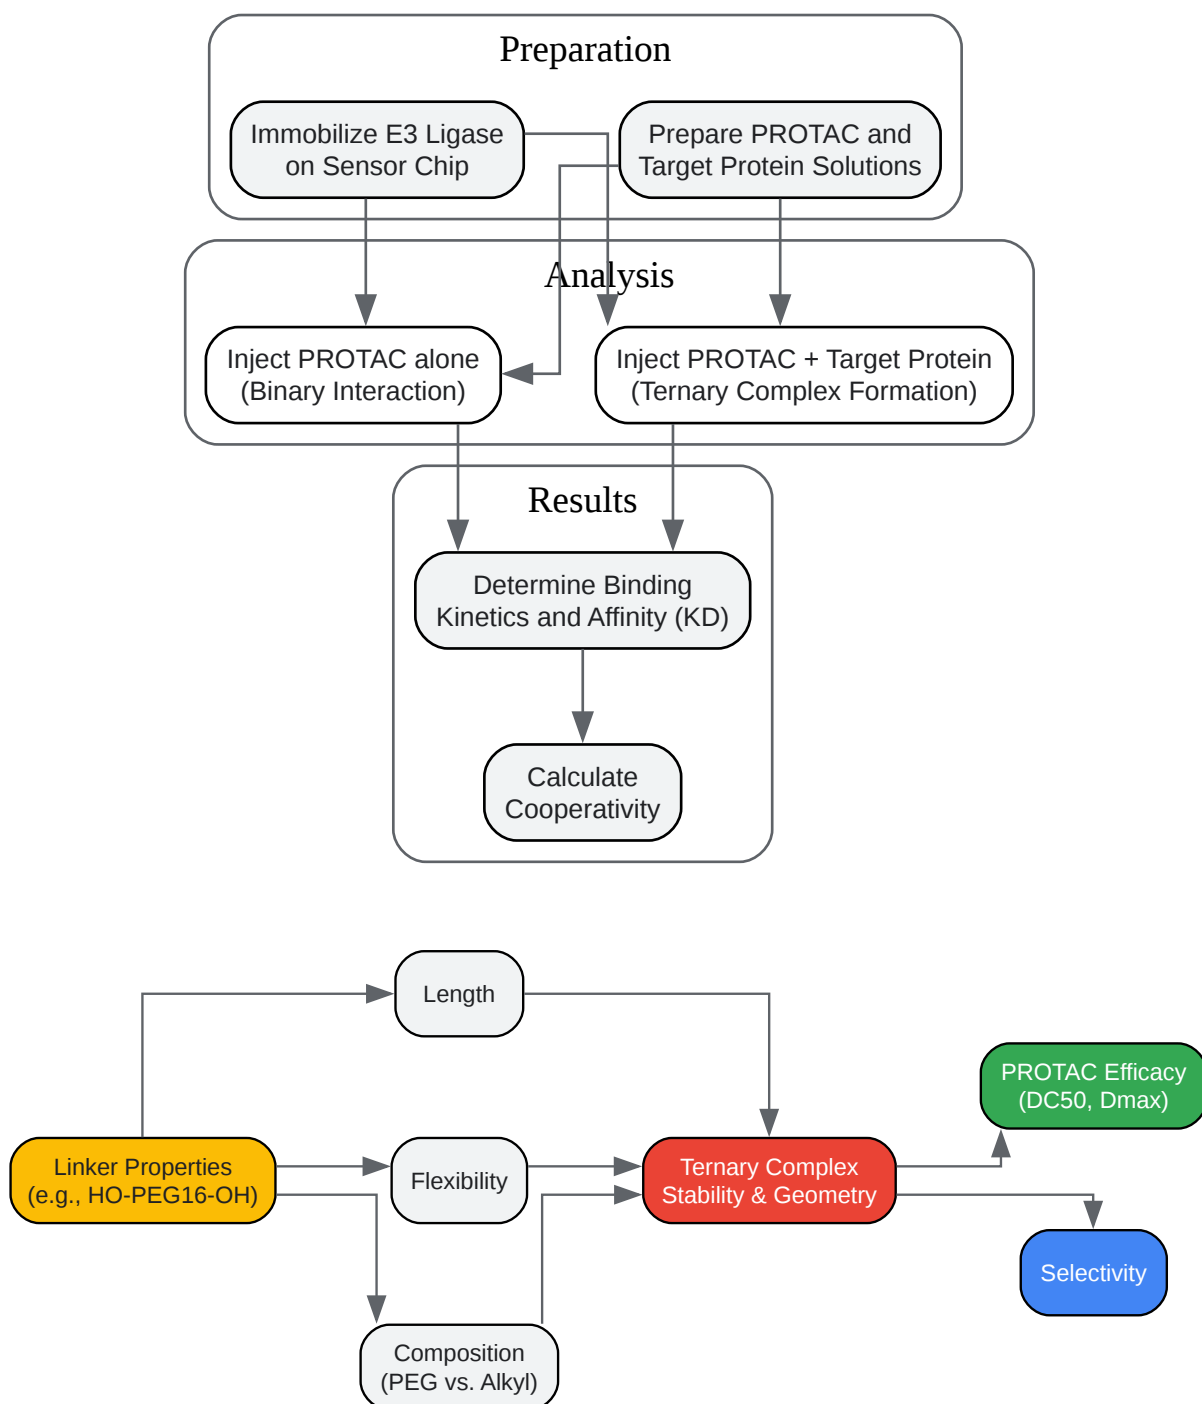 Preparation
Immobilize E3 Ligase
on Sensor Chip
Prepare PROTAC and
Target Protein Solutions
Analysis
Inject PROTAC alone
(Binary Interaction)
Inject PROTAC + Target Protein
(Ternary Complex Formation)
Results
Determine Binding
Kinetics and Affinity (KD)
Calculate
Cooperativity
Length
PROTAC Efficacy
(DC50, Dmax)
Linker Properties
(e.g., HO-PEG16-OH)
Flexibility
Ternary Complex
Stability & Geometry
Selectivity
Composition
(PEG vs. Alkyl)